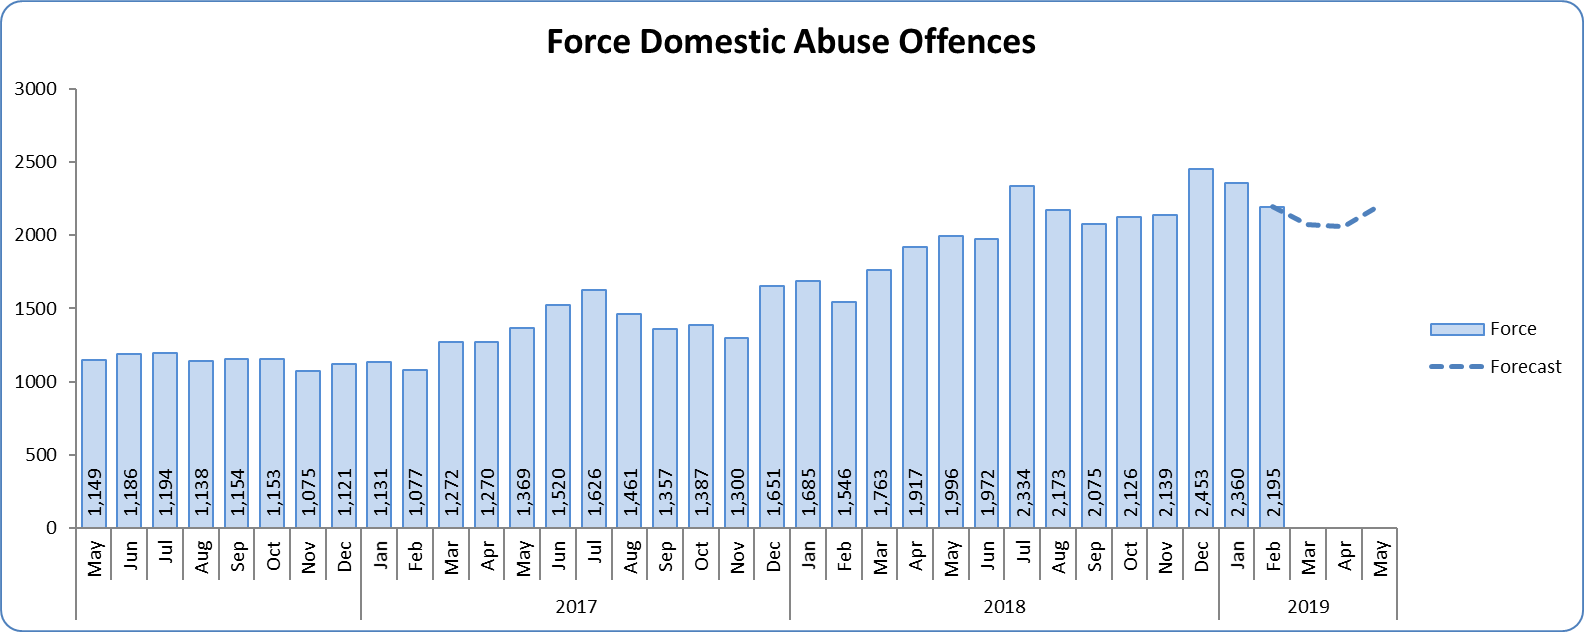 Force Domestic Abuse Offences
3000
2500
2000
1500
1000
500
0
1,149
1,186
1,194
1,138
1,154
1,153
1,075
1,121
1,131
1,077
1,272
1,270
1,369
1,520
1,626
1,461
1,357
1,387
1,300
1,651
1,685
1,546
1,763
1,917
1,996
1,972
2,334
2,173
2,075
2,126
2,139
2,453
2,360
2,195
May
Jun
Jul
Aug
Sep
Oct
Nov
Dec
Jan
Feb
Mar
Apr
May
Jun
Jul
Aug
Sep
Oct
Nov
Dec
Jan
Feb
Mar
Apr
May
Jun
Jul
Aug
Sep
Oct
Nov
Dec
Jan
Feb
Mar
Apr
May
2017
2018
2019
Force
Forecast